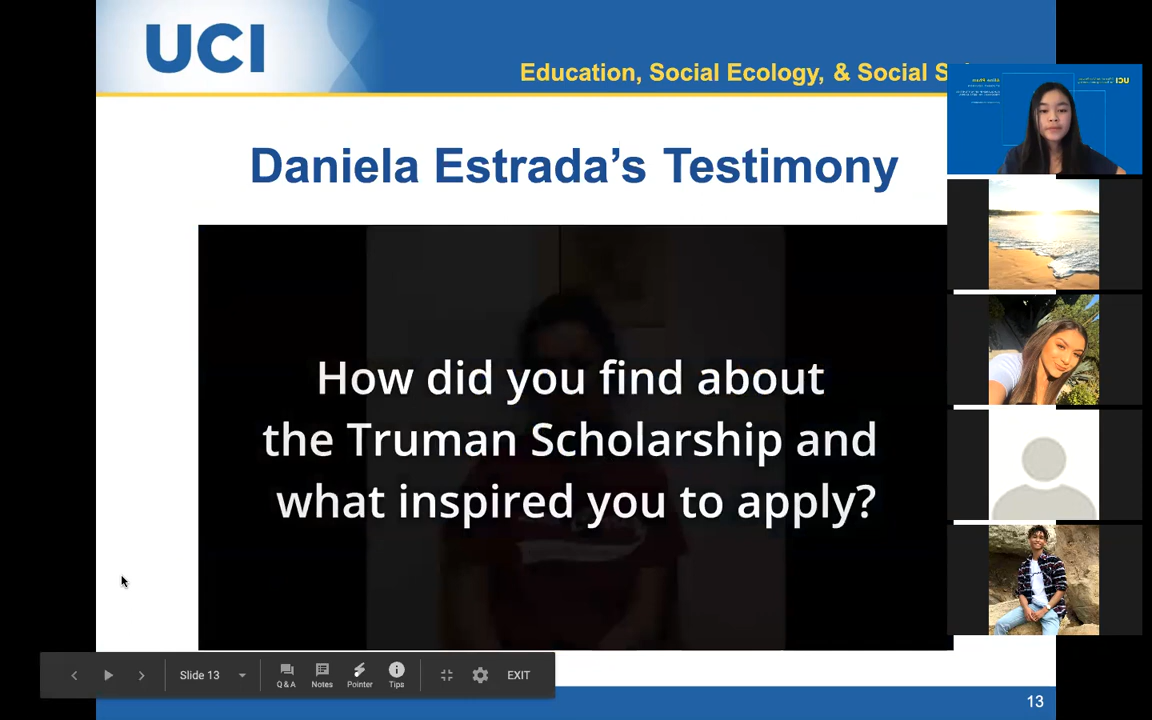 UCI
Education, Social Ecology, & Social
Daniela Estrada's Testimony
How did you find about
the Truman Scholarship and
what inspired you to apply?
Slide 13
Q & A
Notes
Pointer
Tips
EXIT
13